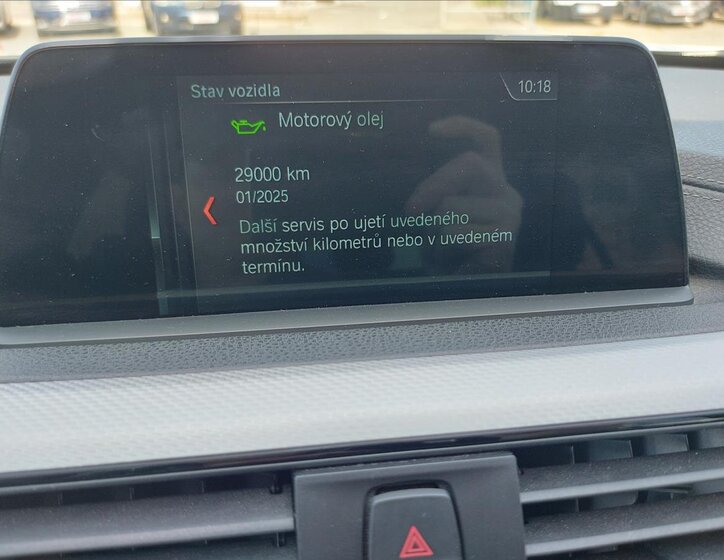 Stav vozidla
10:18
Motorový olej
29000 km
01/2025
Další servis po ujetí uvedeného
množství kilometrů nebo v uvedeném
termínu.